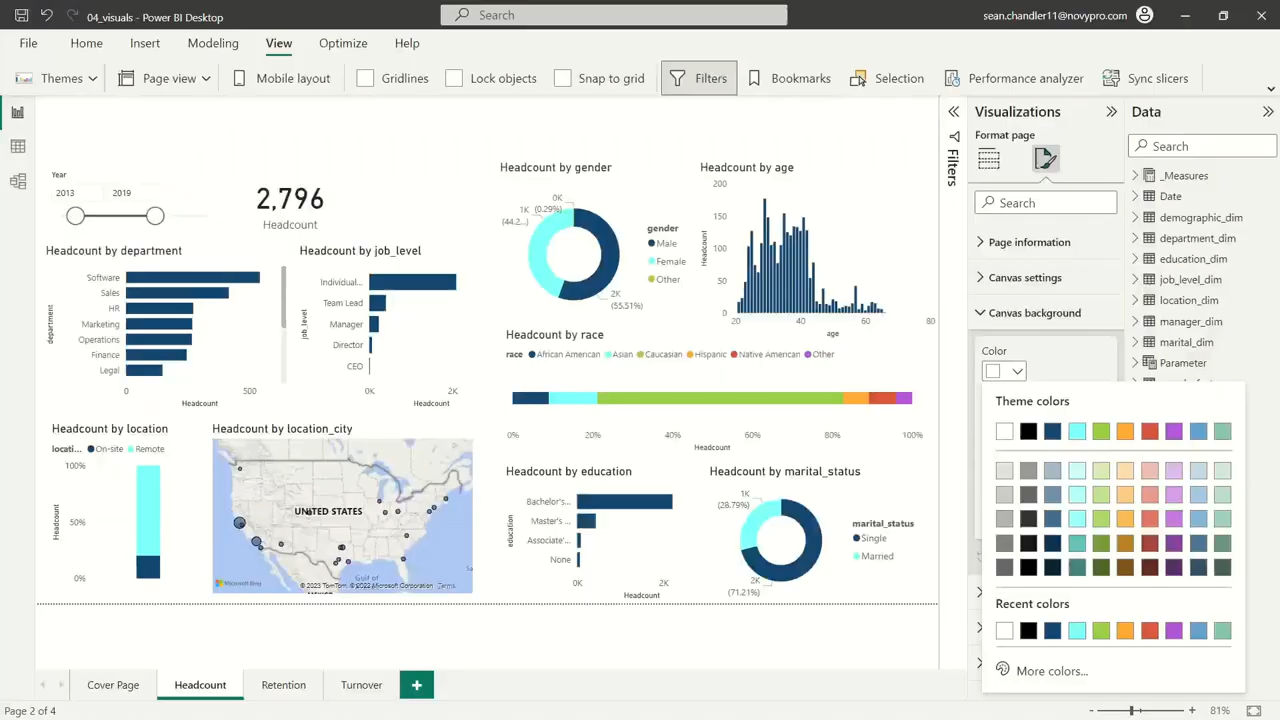 04_visuals - Power BI Desktop
Search
sean.chandler11@novypro.com
File
Home
Insert
Modeling
View
Optimize
Help
Themes
Page view
Mobile layout
Gridlines
Lock objects
Snap to grid
Filters
Bookmarks
Selection
Performance analyzer
Sync slicers
Year
2013
2019
2,796
Headcount
Headcount by department
department
Software
Sales
HR
Marketing
Operations
Finance
Legal
0
500
Headcount
Headcount by job_level
job_level
Individual...
Team Lead
Manager
Director
CEO
0K
2K
Headcount
Headcount by location
locati...
On-site
Remote
Headcount
100%
50%
0%
Headcount by location_city
UNITED STATES
Gulf of
Microsoft Bing
© 2023 TomTom, © 2022 Microsoft Corporation
Terms
Headcount by gender
0K
(0.29%)
1K
(44.2...)
2K
(55.51%)
gender
Male
Female
Other
Headcount by age
Headcount
200
150
100
50
0
20
40
60
80
age
Headcount by race
race
African American
Asian
Caucasian
Hispanic
Native American
Other
0%
20%
40%
60%
80%
100%
Headcount
Headcount by education
education
Bachelor's...
Master's ...
Associate'...
None
0K
2K
Headcount
Headcount by marital_status
1K
(28.79%)
2K
(71.21%)
marital_status
Single
Married
Filters
Visualizations
Format page
Search
Page information
Canvas settings
Canvas background
Color
Theme colors
Recent colors
More colors...
Data
Search
_Measures
Date
demographic_dim
department_dim
education_dim
job_level_dim
location_dim
manager_dim
marital_dim
Parameter
Cover Page
Headcount
Retention
Turnover
Page 2 of 4
81%